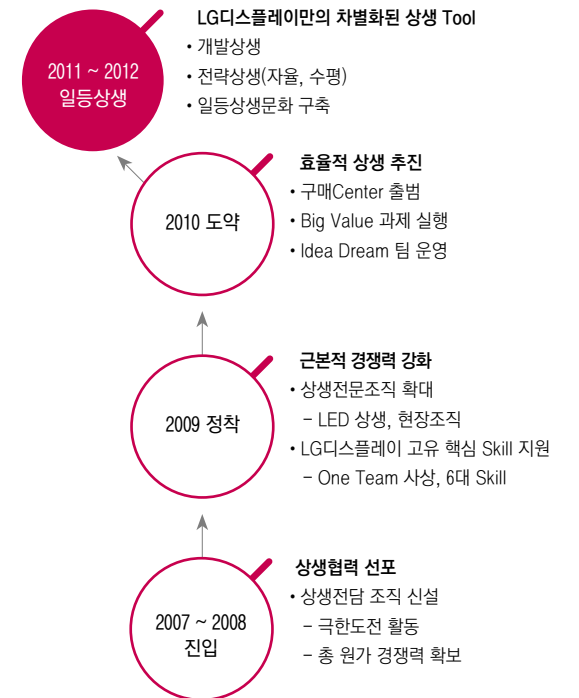 2011 ~ 2012
일등상생
LG디스플레이만의 차별화된 상생 Tool
• 개발상생
• 전략상생(자율, 수평)
• 일등상생문화 구축
2010 도약
효율적 상생 추진
• 구매Center 출범
• Big Value 과제 실행
• Idea Dream 팀 운영
2009 정착
근본적 경쟁력 강화
• 상생전문조직 확대
– LED 상생, 현장조직
• LG디스플레이 고유 핵심 Skill 지원
– One Team 사상, 6대 Skill
2007 ~ 2008
진입
상생협력 선포
• 상생전담 조직 신설
– 극한도전 활동
– 총 원가 경쟁력 확보